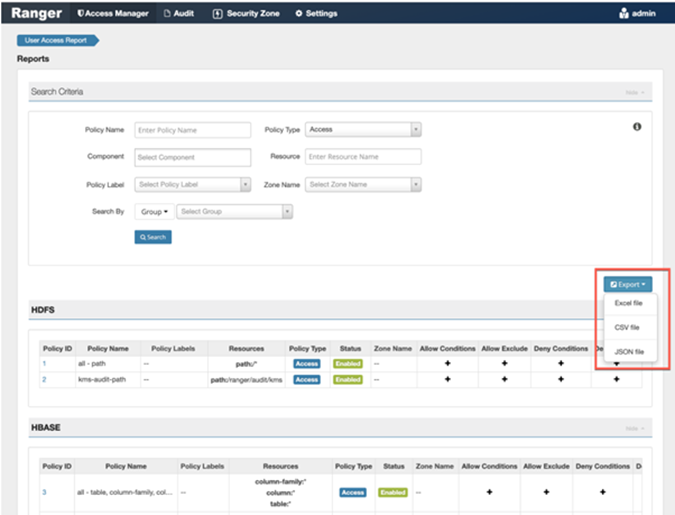 Ranger Access Manager Audit Security Zone Settings admin
User Access Report
Reports
Search Criteria Hide
Policy Name Enter Policy Name Policy Type Access
Component Select Component Resource Enter Resource Name
Policy Label Select Policy Label Zone Name Select Zone Name
Search By Group Select Group
Search
Export
Excel file
CSV file
JSON file
HDFS
Policy ID Policy Name Policy Labels Resources Policy Type Status Zone Name Allow Conditions Allow Exclude Deny Conditions De
1 all - path -- path:/* Access Enabled -- + + + +
2 kms-audit-path -- path:/ranger/audit/kms Access Enabled -- + + + +
HBASE Hide
Policy ID Policy Name Policy Labels Resources Policy Type Status Zone Name Allow Conditions Allow Exclude Deny Conditions D
column-family:*
3 all - table, column-family, col... -- column:* Access Enabled -- + + +
table:*